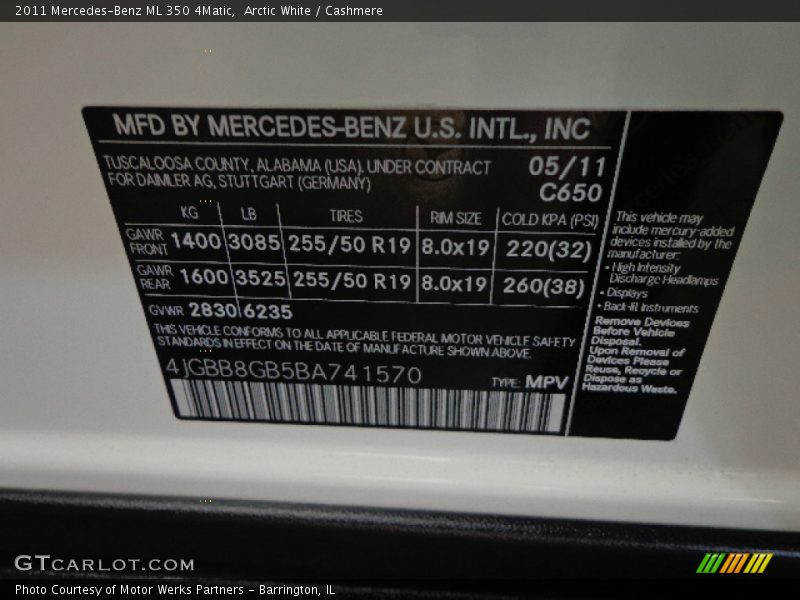 2011 Mercedes-Benz ML 350 4Matic,  Arctic White / Cashmere
MFD BY MERCEDES-BENZ U.S. INTL., INC
TUSCALOOSA COUNTY, ALABAMA (USA). UNDER CONTRACT
FOR DAIMLER AG, STUTTGART (GERMANY)
05/11
C650
KG LB TIRES RIM SIZE COLD KPA (PSI)
GAWR
FRONT
1400 3085 255/50 R19 8.0x19 220(32)
GAWR
REAR
1600 3525 255/50 R19 8.0x19 260(38)
GVWR 2830 6235
THIS VEHICLE CONFORMS TO ALL APPLICABLE FEDERAL MOTOR VEHICLE SAFETY
STANDARDS IN EFFECT ON THE DATE OF MANUFACTURE SHOWN ABOVE.
4JGBB8GB5BA741570
TYPE: MPV
This vehicle may
include mercury-added
devices installed by the
manufacturer:
• High Intensity
Discharge Headlamps
• Displays
• Back-lit Instruments
Remove Devices
Before Vehicle
Disposal.
Upon Removal of
Devices Please
Reuse, Recycle or
Dispose as
Hazardous Waste.
GTCARLOT.COM
Photo Courtesy of Motor Werks Partners - Barrington, IL